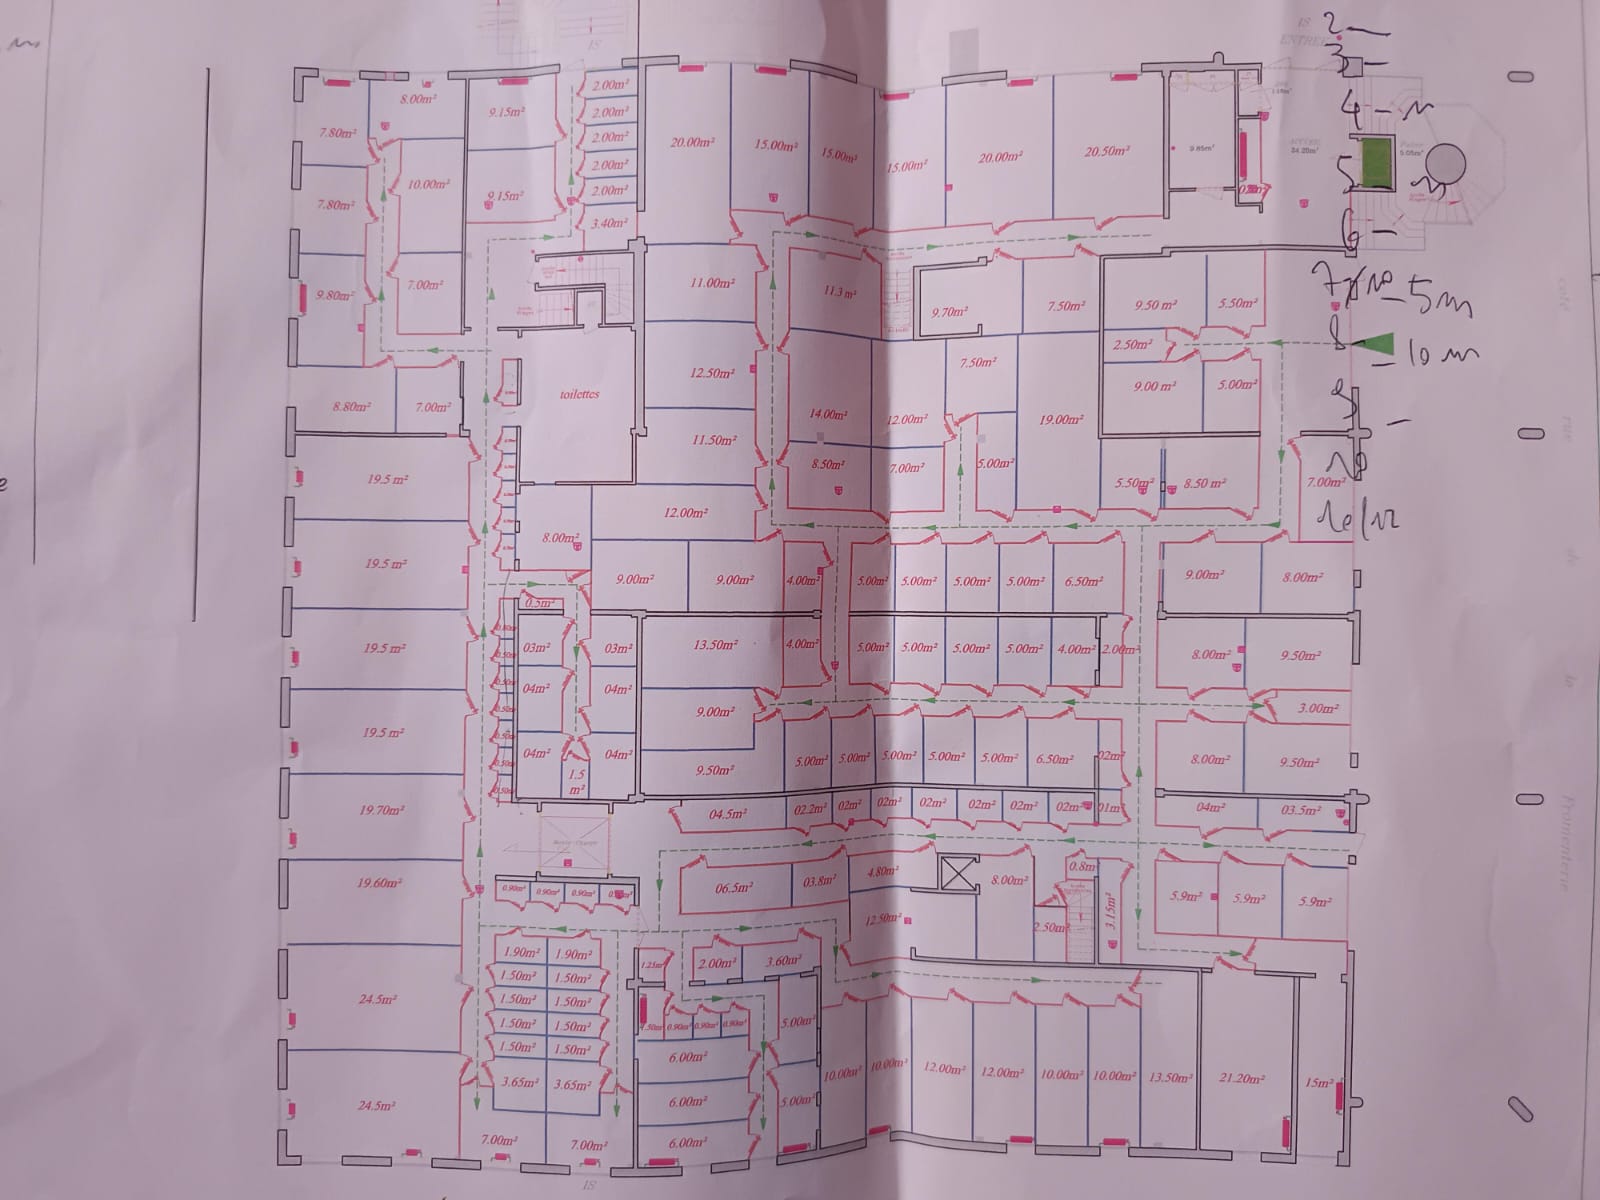 IS
IS
ENTREE
2
3
4 - m
5 m
6 -
7 5m
8 10 m
9 -
10
8.00m²
9.15m²
2.00m²
2.00m²
2.00m²
2.00m²
2.00m²
3.40m²
7.80m²
10.00m²
9.15m²
20.00m²
15.00m²
15.00m²
15.00m²
20.00m²
20.50m²
9.85m²
34.20m²
7.80m²
9.80m²
7.00m²
11.00m²
11.3 m²
9.70m²
7.50m²
9.50 m²
5.50m²
8.80m²
7.00m²
toilettes
12.50m²
14.00m²
12.00m²
7.50m²
19.00m²
2.50m²
9.00 m²
5.00m²
11.50m²
8.50m²
7.00m²
5.00m²
5.50m²
8.50 m²
7.00m²
19.5 m²
12.00m²
8.00m²
19.5 m²
9.00m²
9.00m²
4.00m²
5.00m²
5.00m²
5.00m²
5.00m²
6.50m²
9.00m²
8.00m²
0.5m²
19.5 m²
03m²
03m²
13.50m²
4.00m²
5.00m²
5.00m²
5.00m²
5.00m²
4.00m²
2.00m²
8.00m²
9.50m²
04m²
04m²
9.00m²
3.00m²
19.5 m²
04m²
04m²
1.5
m²
9.50m²
5.00m²
5.00m²
5.00m²
5.00m²
5.00m²
6.50m²
02m²
8.00m²
9.50m²
19.70m²
04.5m²
02.2m²
02m²
02m²
02m²
02m²
02m²
02m²
01m²
04m²
03.5m²
Monte-Charge
19.60m²
0.90m²
0.90m²
0.90m²
06.5m²
03.8m²
4.80m²
8.00m²
0.8m²
3.15m²
5.9m²
5.9m²
5.9m²
12.50m²
2.50m²
24.5m²
1.90m²
1.90m²
1.25m²
2.00m²
3.60m²
1.50m²
1.50m²
1.50m²
1.50m²
1.50m²
1.50m²
1.50m²
1.50m²
0.90m²
0.90m²
0.90m²
5.00m²
3.65m²
3.65m²
6.00m²
6.00m²
6.00m²
5.00m²
24.5m²
7.00m²
7.00m²
10.00m²
10.00m²
12.00m²
12.00m²
10.00m²
10.00m²
13.50m²
21.20m²
15m²
IS
rue
de
la
Fromenterie